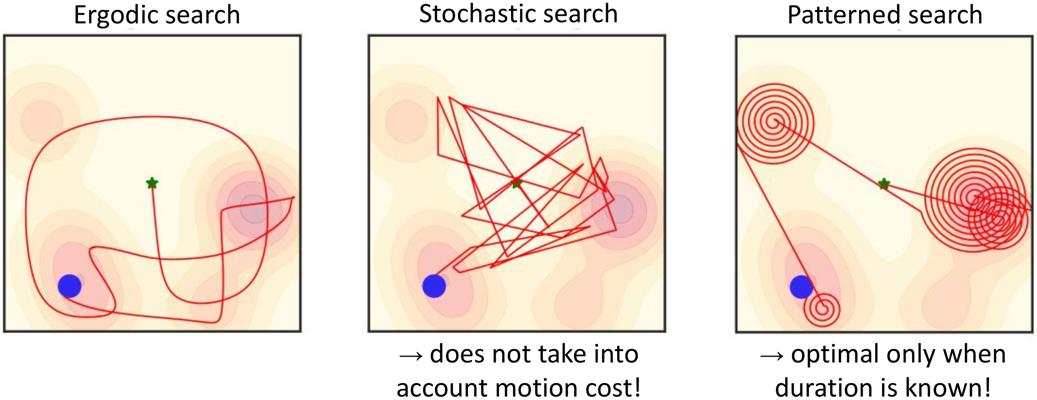 Ergodic search
Stochastic search
Patterned search
→ does not take into
account motion cost!
→ optimal only when
duration is known!